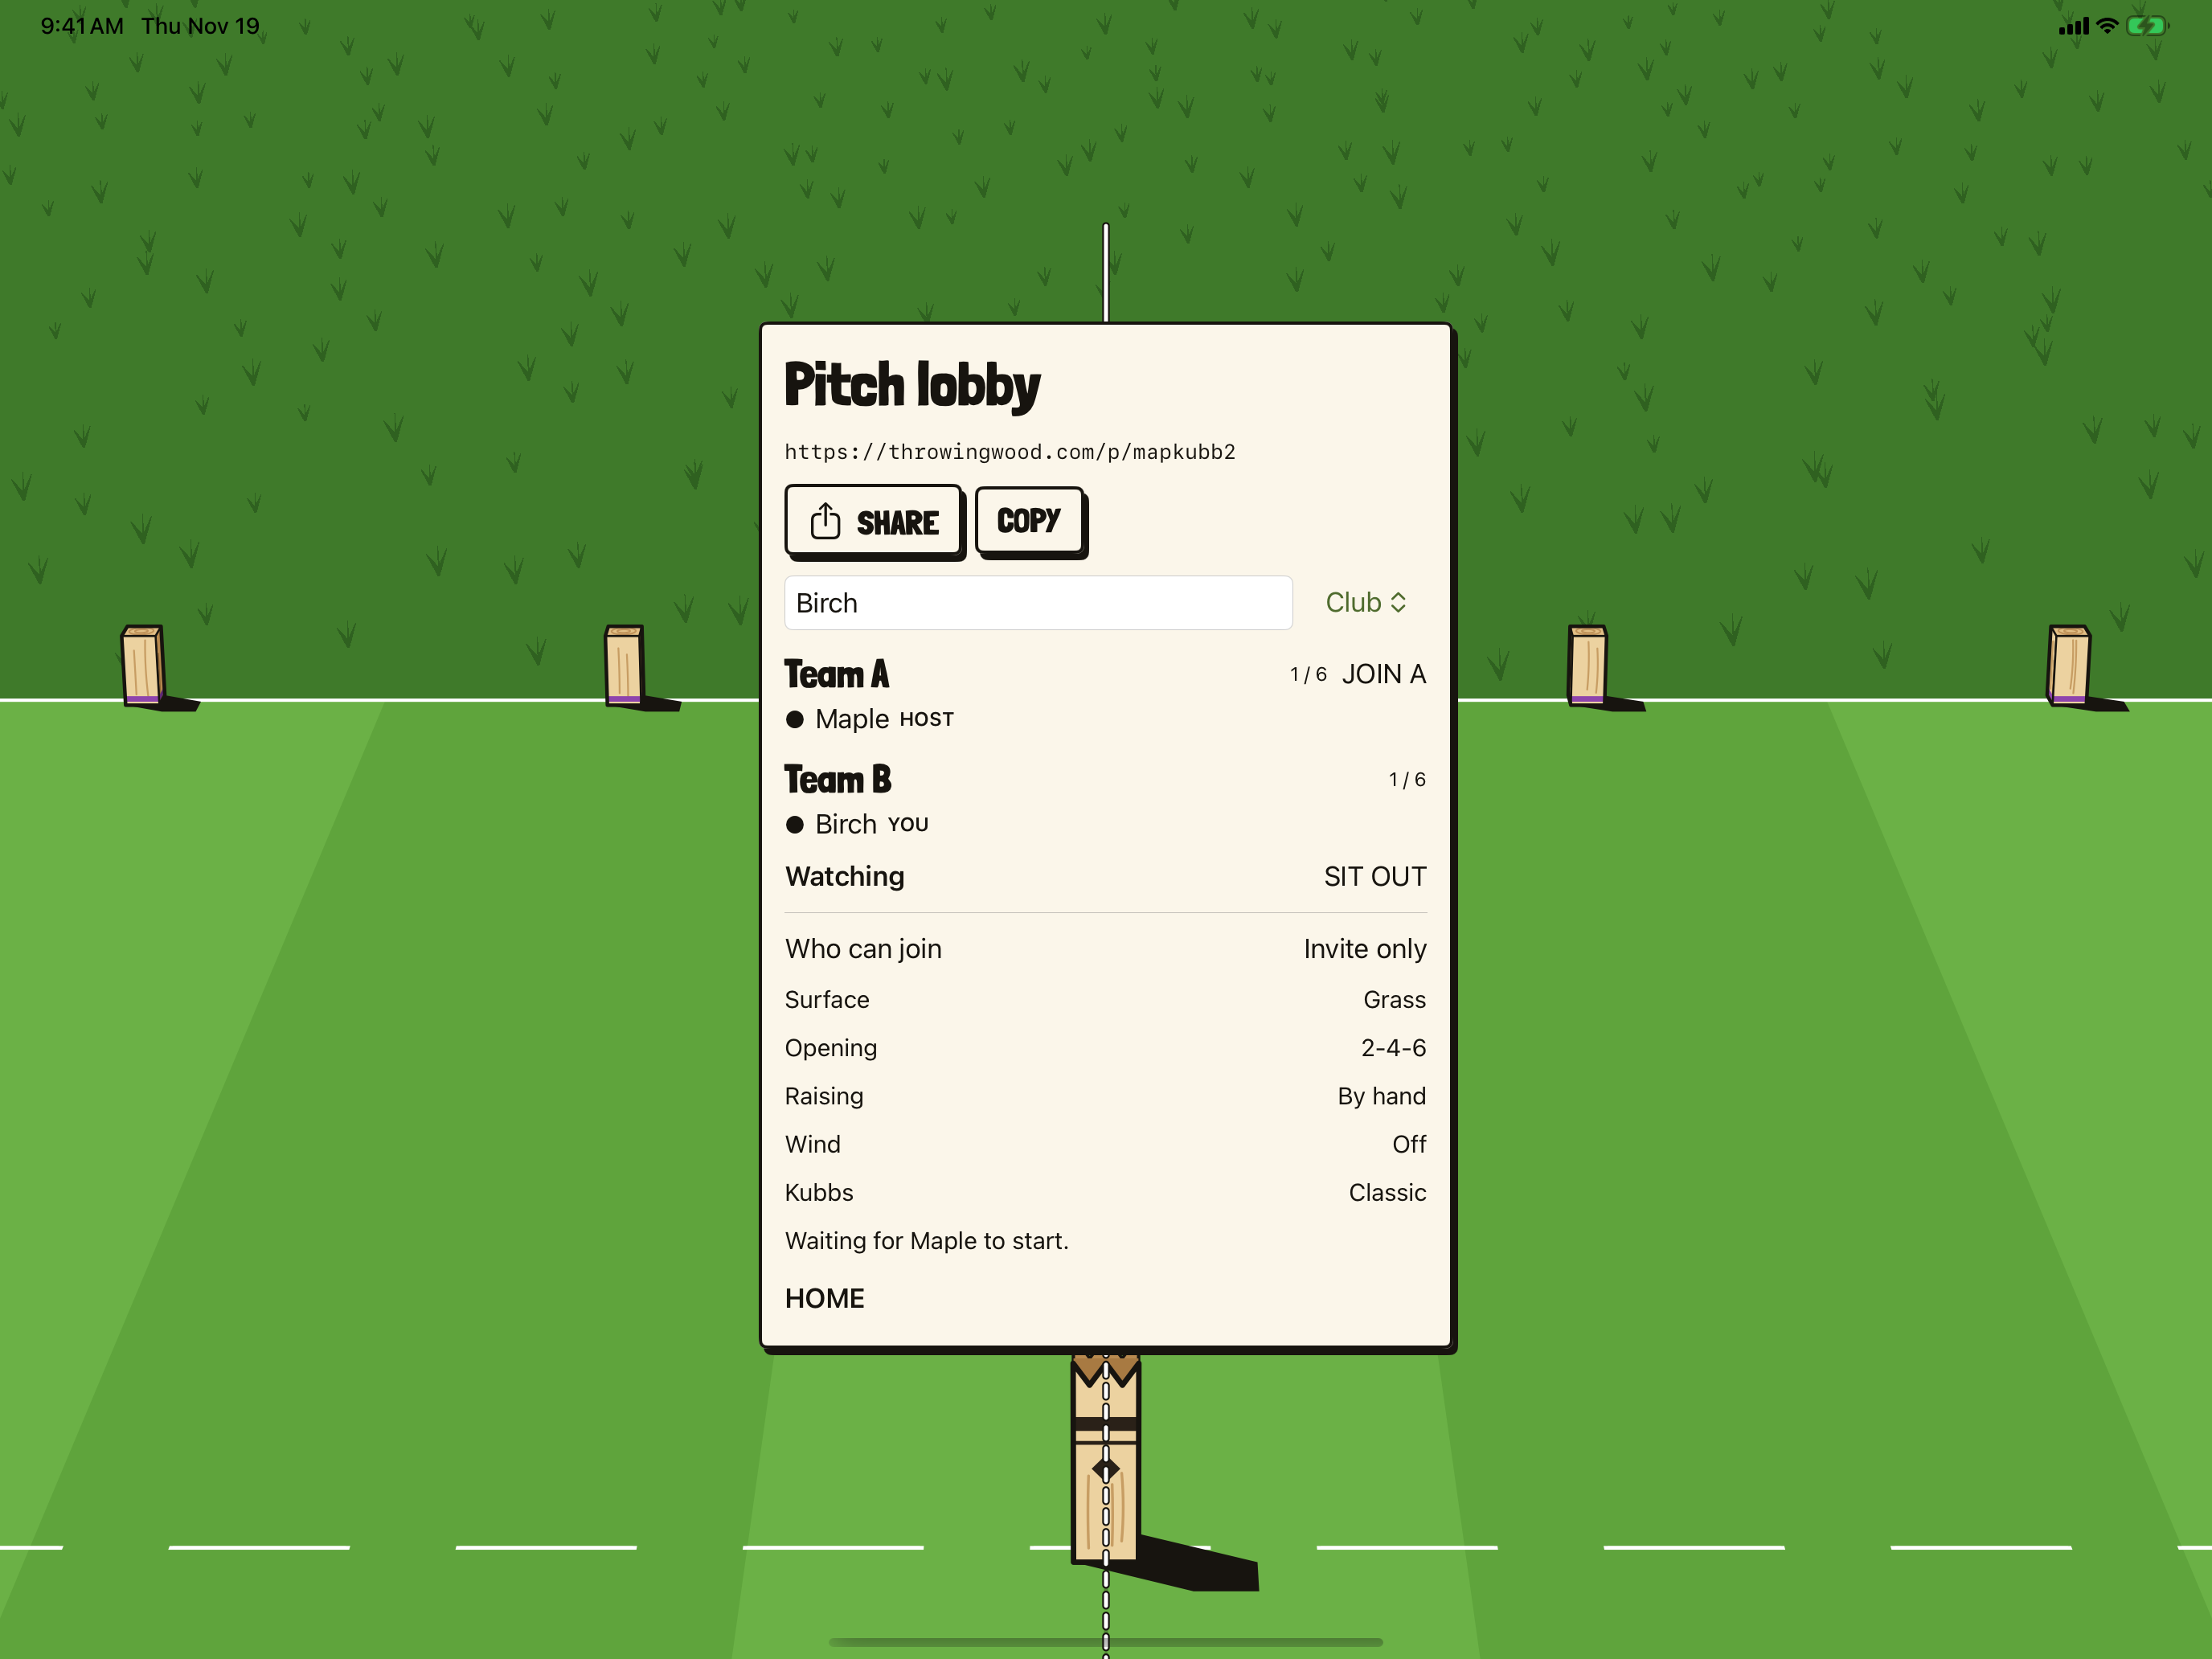 9:41 AM Thu Nov 19
Pitch lobby
https://throwingwood.com/p/mapkubb2
SHARE COPY
Birch Club
Team A 1 / 6 JOIN A
Maple HOST
Team B 1 / 6
Birch YOU
Watching SIT OUT
Who can join Invite only
Surface Grass
Opening 2-4-6
Raising By hand
Wind Off
Kubbs Classic
Waiting for Maple to start.
HOME